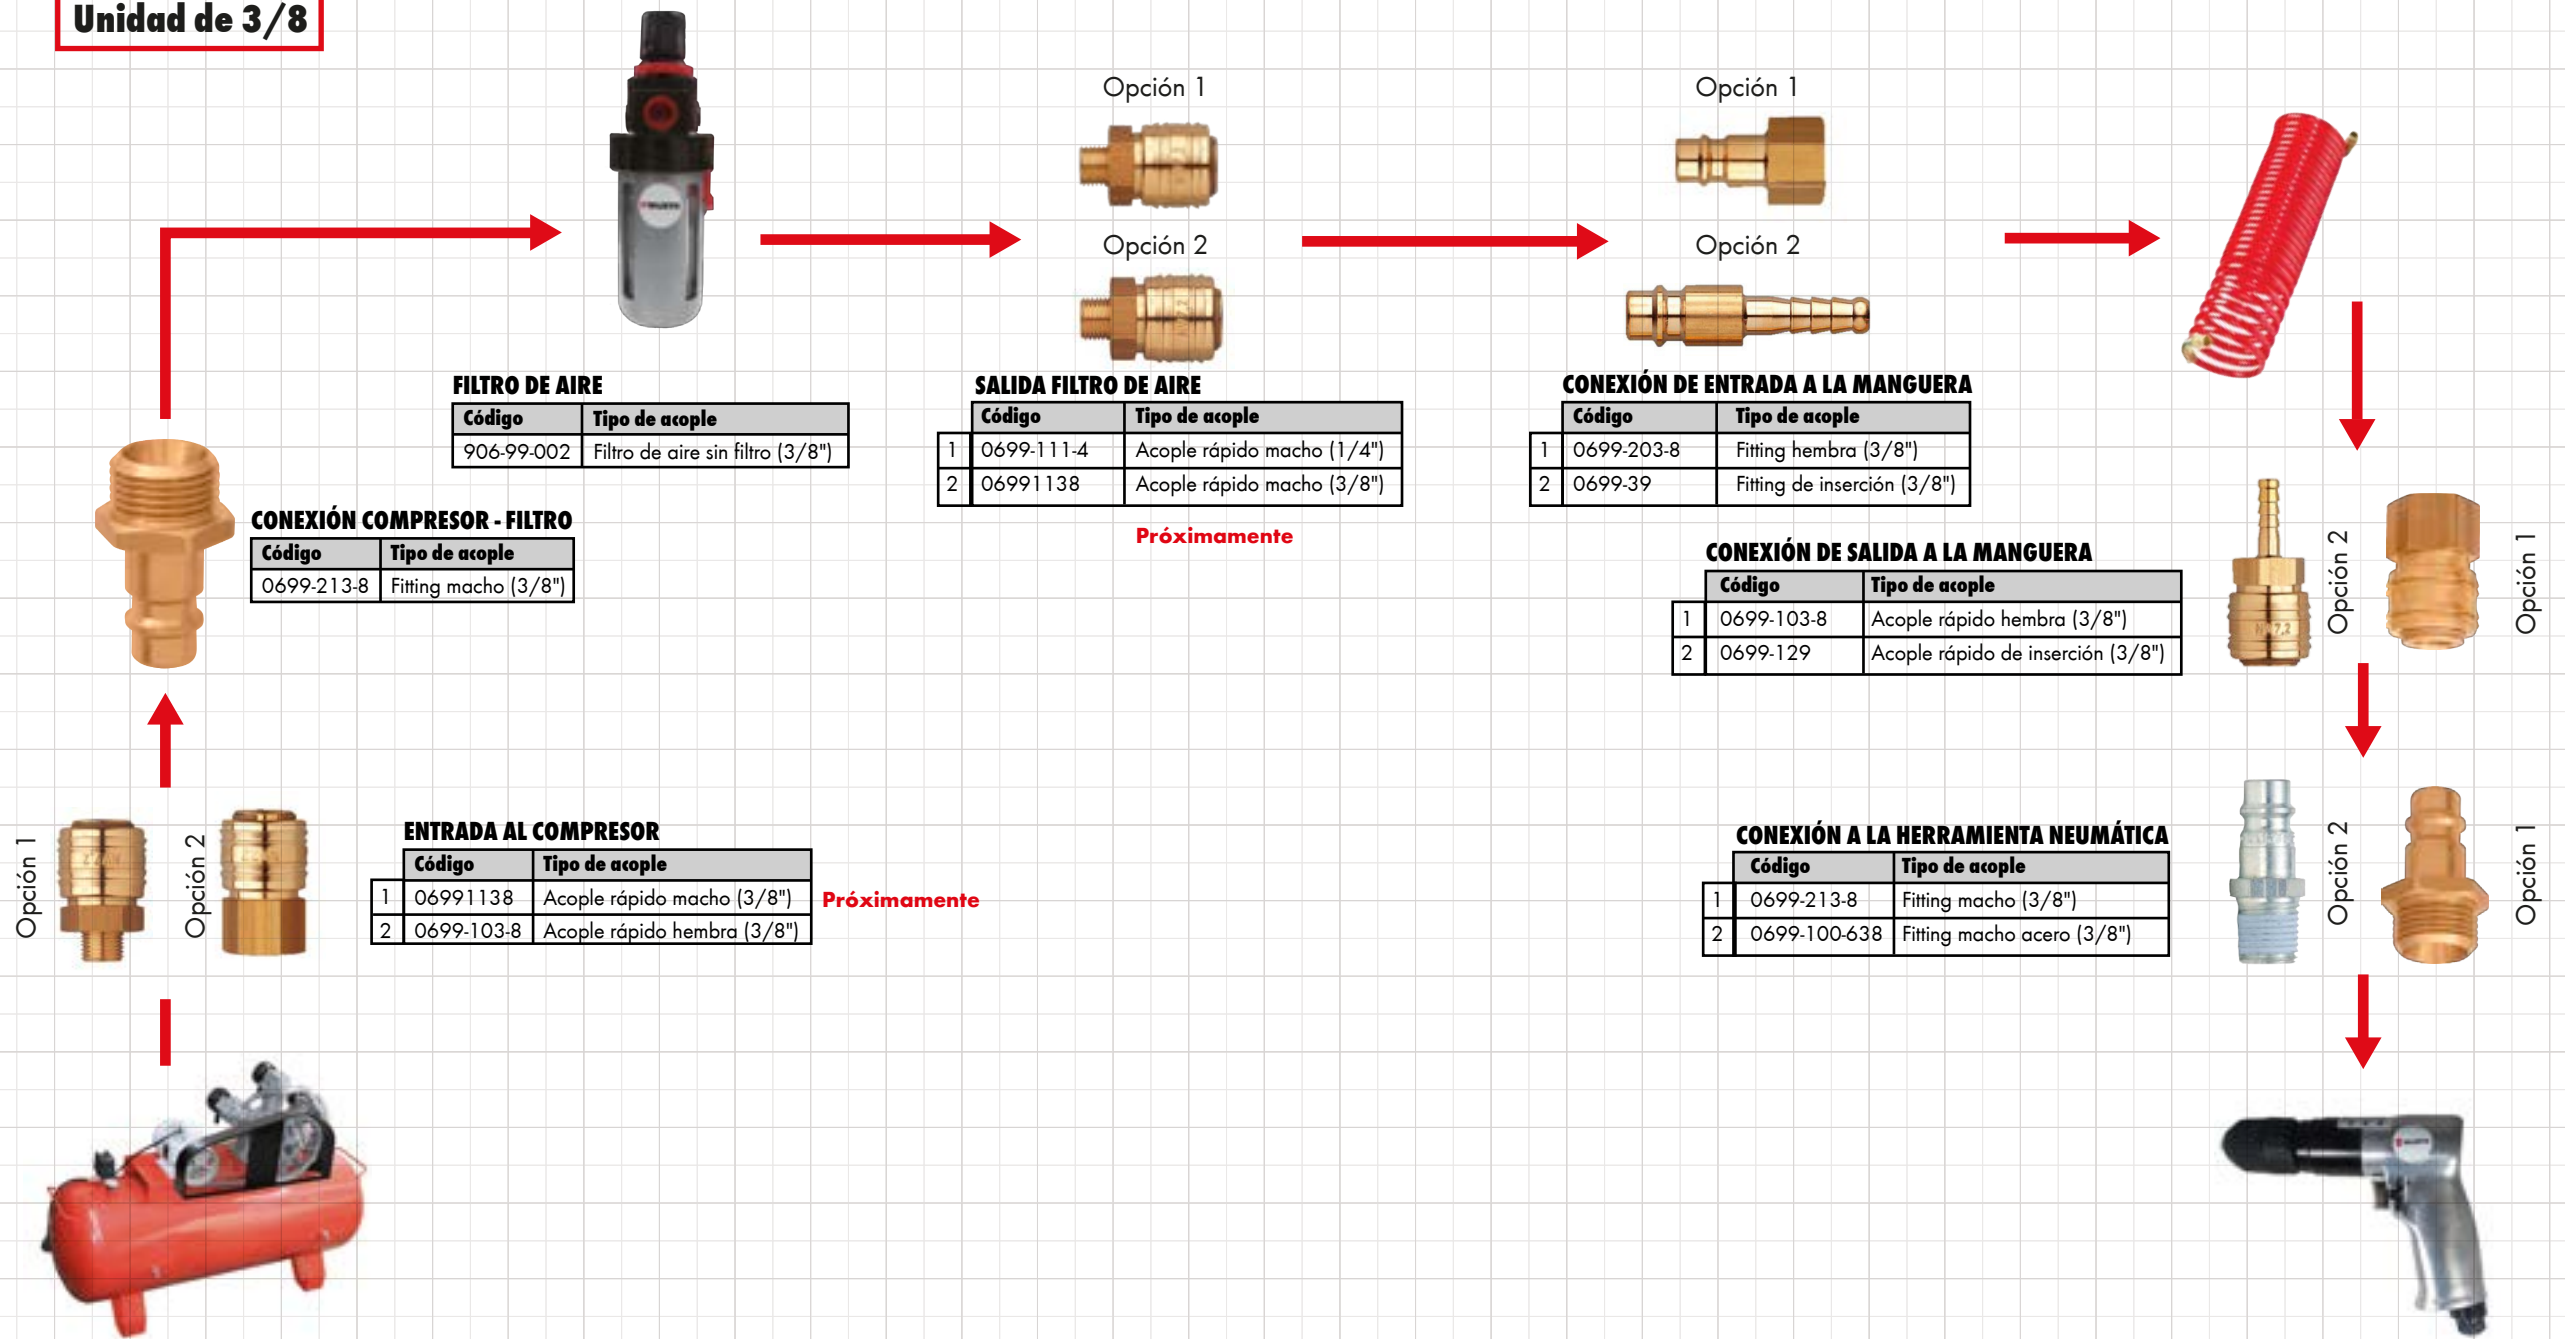 Unidad de 3/8
Opción 1
Opción 2
Opción 1
Opción 2
FILTRO DE AIRE
Código Tipo de acople
906-99-002 Filtro de aire sin filtro (3/8")
SALIDA FILTRO DE AIRE
Código Tipo de acople
1 0699-111-4 Acople rápido macho (1/4")
2 06991138 Acople rápido macho (3/8")
Próximamente
CONEXIÓN DE ENTRADA A LA MANGUERA
Código Tipo de acople
1 0699-203-8 Fitting hembra (3/8")
2 0699-39 Fitting de inserción (3/8")
CONEXIÓN COMPRESOR - FILTRO
Código Tipo de acople
0699-213-8 Fitting macho (3/8")
CONEXIÓN DE SALIDA A LA MANGUERA
Código Tipo de acople
1 0699-103-8 Acople rápido hembra (3/8")
2 0699-129 Acople rápido de inserción (3/8")
Opción 2
Opción 1
Opción 1
Opción 2
ENTRADA AL COMPRESOR
Código Tipo de acople
1 06991138 Acople rápido macho (3/8") Próximamente
2 0699-103-8 Acople rápido hembra (3/8")
CONEXIÓN A LA HERRAMIENTA NEUMÁTICA
Código Tipo de acople
1 0699-213-8 Fitting macho (3/8")
2 0699-100-638 Fitting macho acero (3/8")
Opción 2
Opción 1